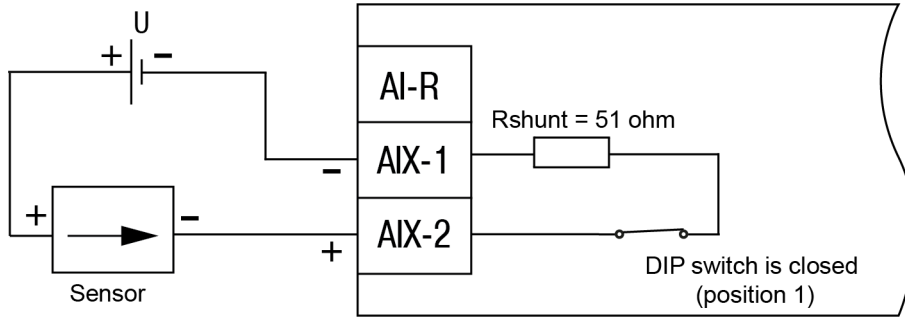 U
+ -
AI-R
Rshunt = 51 ohm
AIX-1
-
+ -
AIX-2
+
DIP switch is closed
(position 1)
Sensor